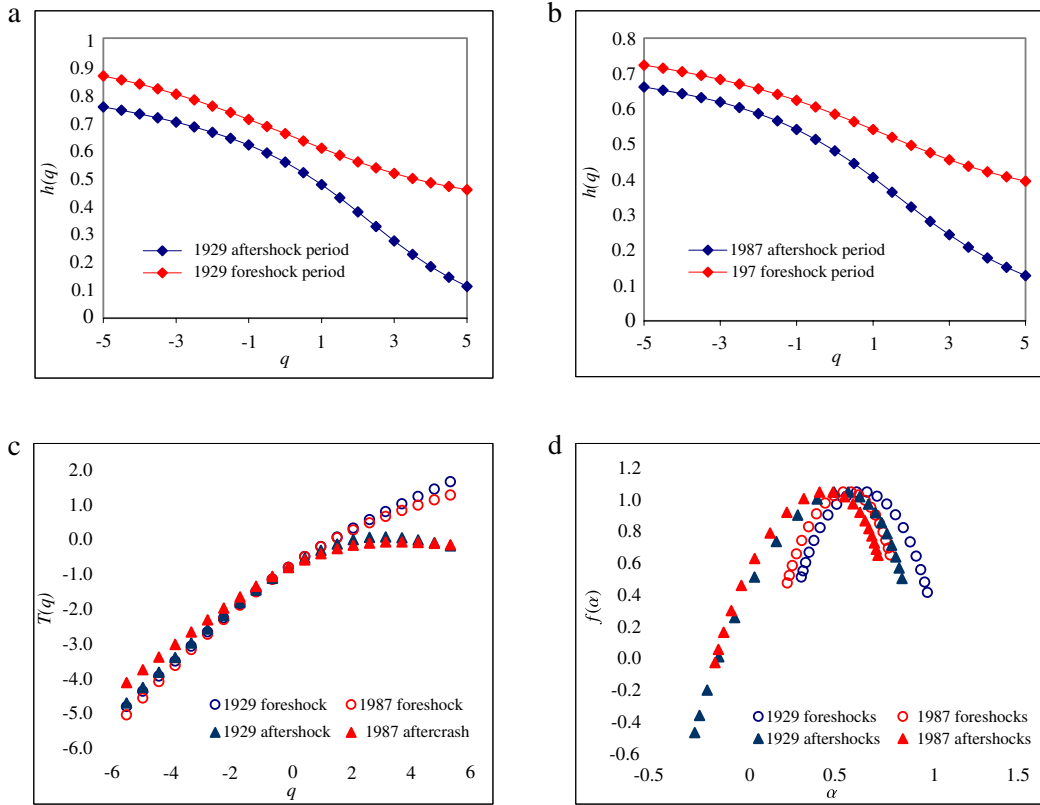 a
1
0.9
0.8
0.7
0.6
0.5
0.4
0.3
0.2
0.1
0
h(q)
1929 aftershock period
1929 foreshock period
-5 -3 -1 1 3 5
q
b
0.8
0.7
0.6
0.5
0.4
0.3
0.2
0.1
0
h(q)
1987 aftershock period
197 foreshock period
-5 -3 -1 1 3 5
q
c
2.0
1.0
0.0
-1.0
-2.0
-3.0
-4.0
-5.0
-6.0
T(q)
1929 foreshock 1987 foreshock
1929 aftershock 1987 aftercrash
-6 -4 -2 0 2 4 6
q
d
1.2
1.0
0.8
0.6
0.4
0.2
0.0
-0.2
-0.4
-0.6
f(α)
1929 foreshocks 1987 foreshocks
1929 aftershocks 1987 aftershocks
-0.5 0 0.5 1 1.5
α